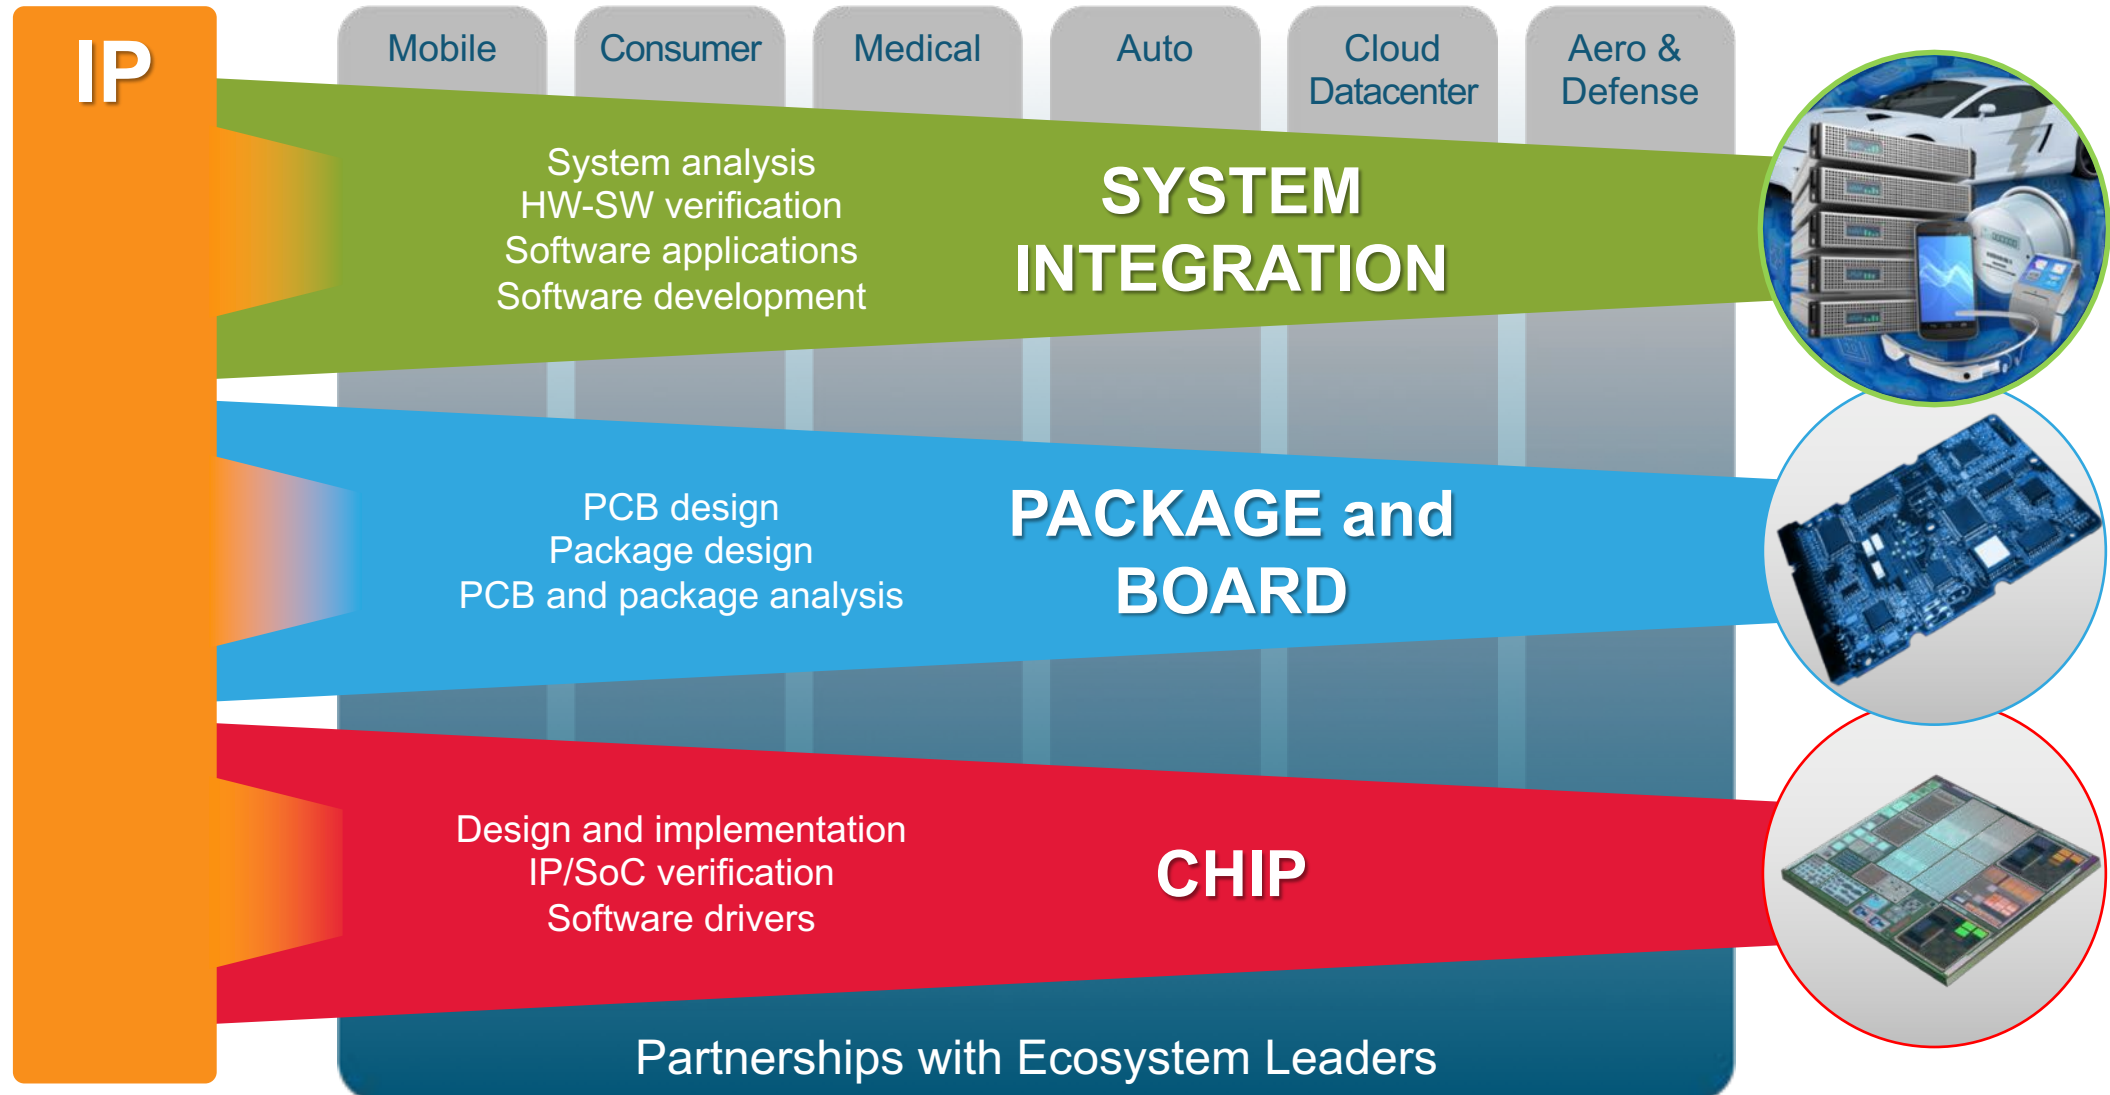 IP
Mobile
Consumer
Medical
Auto
Cloud
Datacenter
Aero &
Defense
System analysis
HW-SW verification
Software applications
Software development
SYSTEM
INTEGRATION
PCB design
Package design
PCB and package analysis
PACKAGE and
BOARD
Design and implementation
IP/SoC verification
Software drivers
CHIP
Partnerships with Ecosystem Leaders